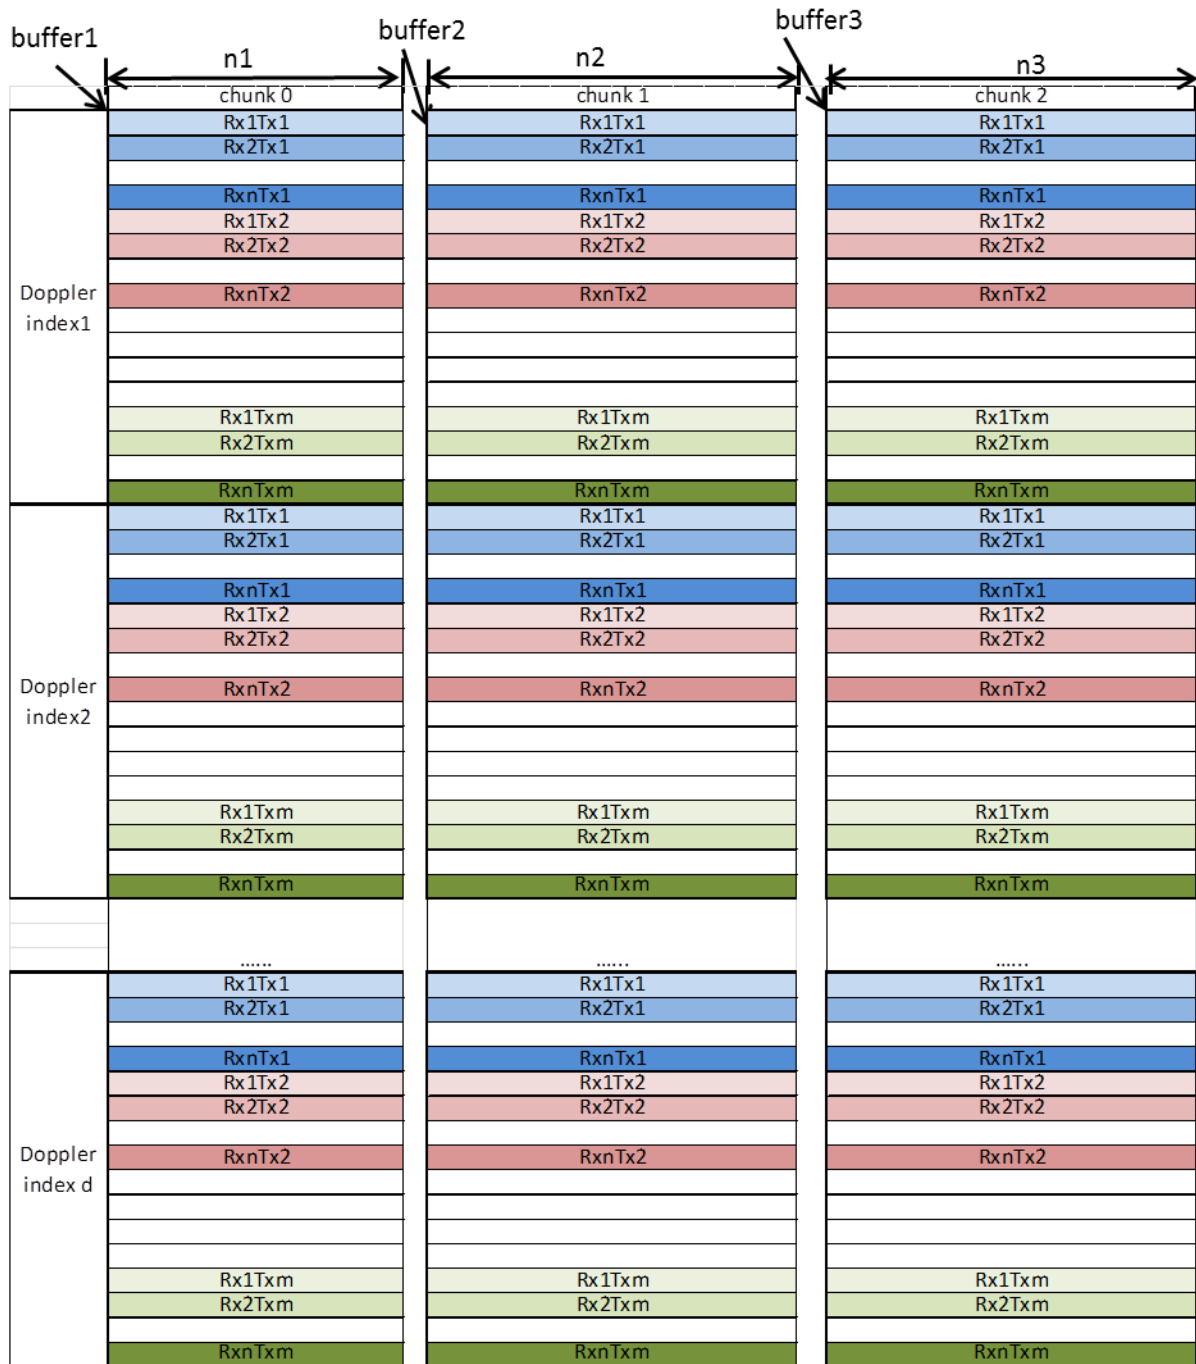 buffer1
n1
buffer2
n2
buffer3
n3
chunk 0 chunk 1 chunk 2
Rx1Tx1 Rx1Tx1 Rx1Tx1
Rx2Tx1 Rx2Tx1 Rx2Tx1
RxnTx1 RxnTx1 RxnTx1
Rx1Tx2 Rx1Tx2 Rx1Tx2
Rx2Tx2 Rx2Tx2 Rx2Tx2
Doppler RxnTx2 RxnTx2 RxnTx2
index1
Rx1Txm Rx1Txm Rx1Txm
Rx2Txm Rx2Txm Rx2Txm
RxnTxm RxnTxm RxnTxm
Rx1Tx1 Rx1Tx1 Rx1Tx1
Rx2Tx1 Rx2Tx1 Rx2Tx1
RxnTx1 RxnTx1 RxnTx1
Rx1Tx2 Rx1Tx2 Rx1Tx2
Rx2Tx2 Rx2Tx2 Rx2Tx2
Doppler RxnTx2 RxnTx2 RxnTx2
index2
Rx1Txm Rx1Txm Rx1Txm
Rx2Txm Rx2Txm Rx2Txm
RxnTxm RxnTxm RxnTxm
...... ...... ......
Rx1Tx1 Rx1Tx1 Rx1Tx1
Rx2Tx1 Rx2Tx1 Rx2Tx1
RxnTx1 RxnTx1 RxnTx1
Rx1Tx2 Rx1Tx2 Rx1Tx2
Rx2Tx2 Rx2Tx2 Rx2Tx2
Doppler RxnTx2 RxnTx2 RxnTx2
index d
Rx1Txm Rx1Txm Rx1Txm
Rx2Txm Rx2Txm Rx2Txm
RxnTxm RxnTxm RxnTxm